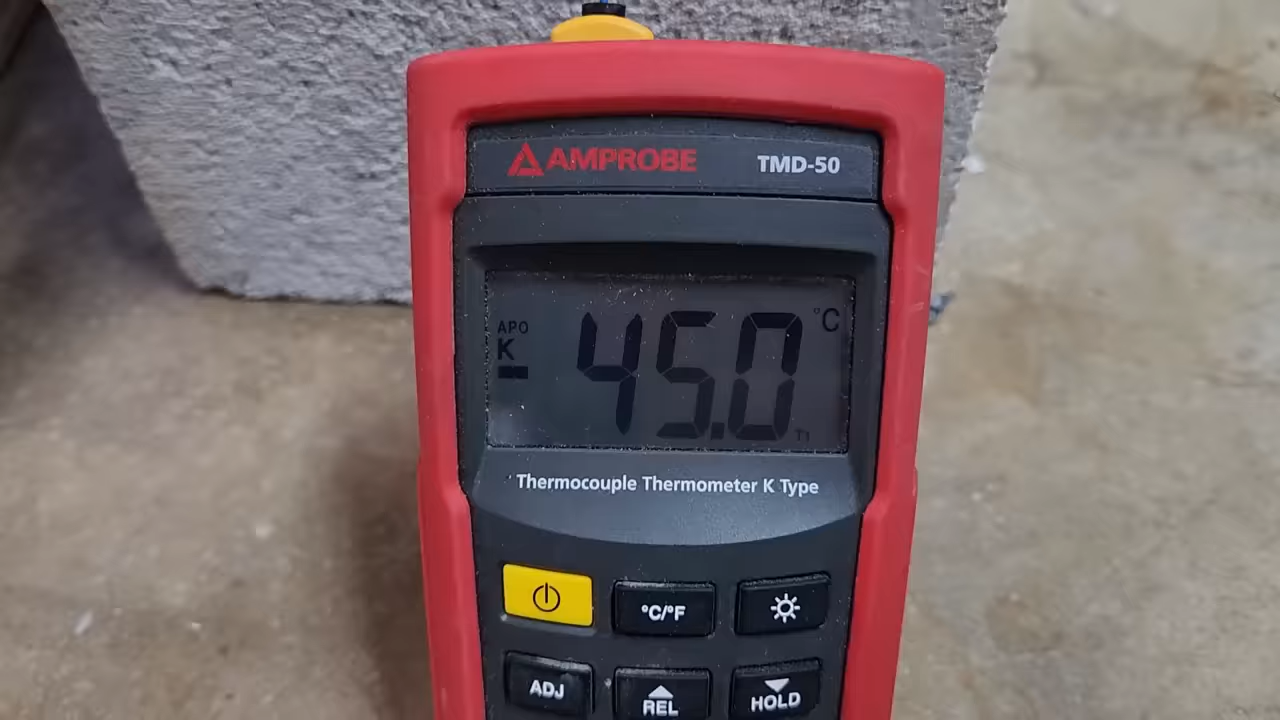 AMPROBE TMD-50
APO
K
-45.0 °C
T1
Thermocouple Thermometer K Type
°C/°F
ADJ REL HOLD